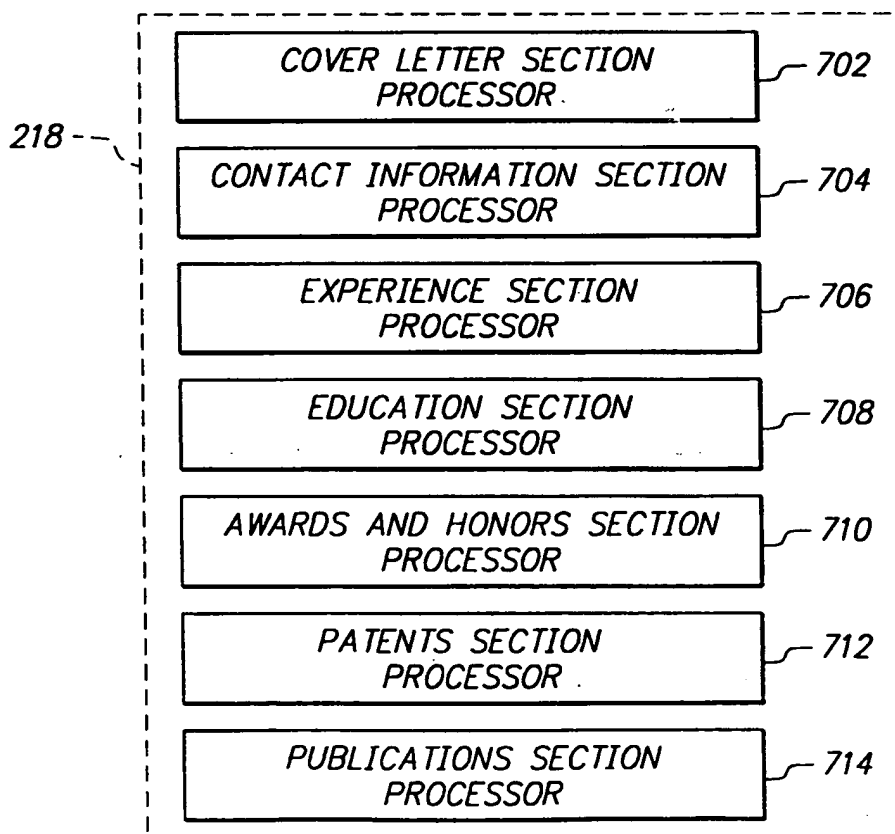 COVER LETTER SECTION
PROCESSOR
702
218
CONTACT INFORMATION SECTION
PROCESSOR
704
EXPERIENCE SECTION
PROCESSOR
706
EDUCATION SECTION
PROCESSOR
708
AWARDS AND HONORS SECTION
PROCESSOR
710
PATENTS SECTION
PROCESSOR
712
PUBLICATIONS SECTION
PROCESSOR
714